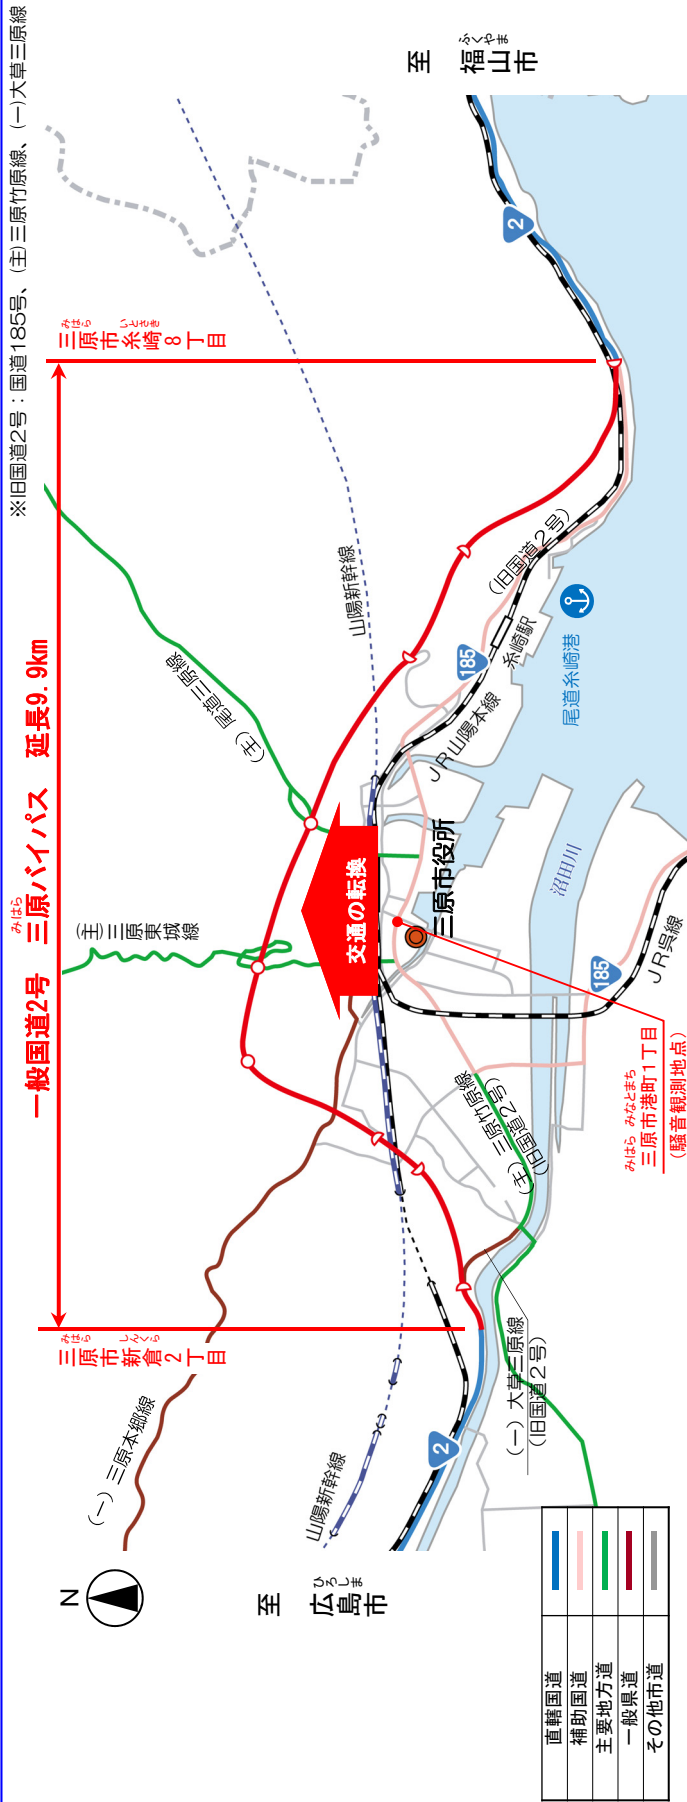 ※旧国道2号：国道185号、(主)三原竹原線、(一)大草三原線
一般国道2号　三原バイパス　延長9.9km
みはら
三原市新倉2丁目
みはら　しんくら
三原市糸崎8丁目
みはら　いとさき
N
至　広島市
ひろしま
至　福山市
ふくやま
(一) 三原本郷線
(主)三原東城線
(主) 尾道三原線
山陽新幹線
山陽新幹線
交通の転換
三原市役所
JR山陽本線
185
(旧国道2号)
糸崎駅
尾道糸崎港
2
2
(主) 三原竹原線
(旧国道2号)
(一) 大草三原線
(旧国道2号)
沼田川
185
JR呉線
みはら　みなとまち
三原市港町1丁目
(騒音観測地点)
直轄国道
補助国道
主要地方道
一般県道
その他市道